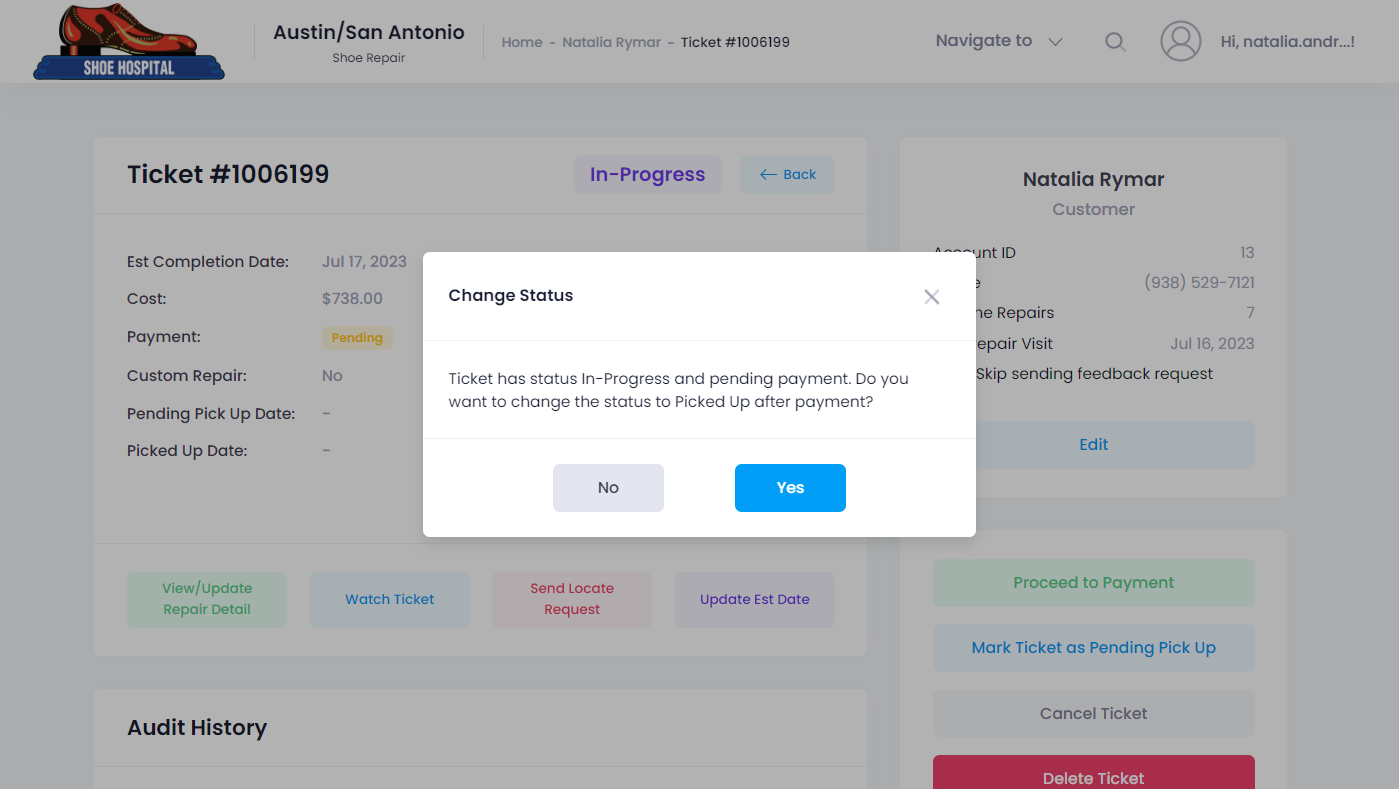 SHOE HOSPITAL
Austin/San Antonio
Shoe Repair
Home - Natalia Rymar - Ticket #1006199
Navigate to
Hi, natalia.andr...!
Ticket #1006199
In-Progress
Back
Est Completion Date: Jul 17, 2023
Cost: $738.00
Payment: Pending
Custom Repair: No
Pending Pick Up Date: -
Picked Up Date: -
View/Update
Repair Detail
Watch Ticket
Send Locate
Request
Update Est Date
Audit History
Change Status
Ticket has status In-Progress and pending payment. Do you
want to change the status to Picked Up after payment?
No
Yes
Natalia Rymar
Customer
Account ID 13
(938) 529-7121
Repairs 7
Visit Jul 16, 2023
Skip sending feedback request
Edit
Proceed to Payment
Mark Ticket as Pending Pick Up
Cancel Ticket
Delete Ticket